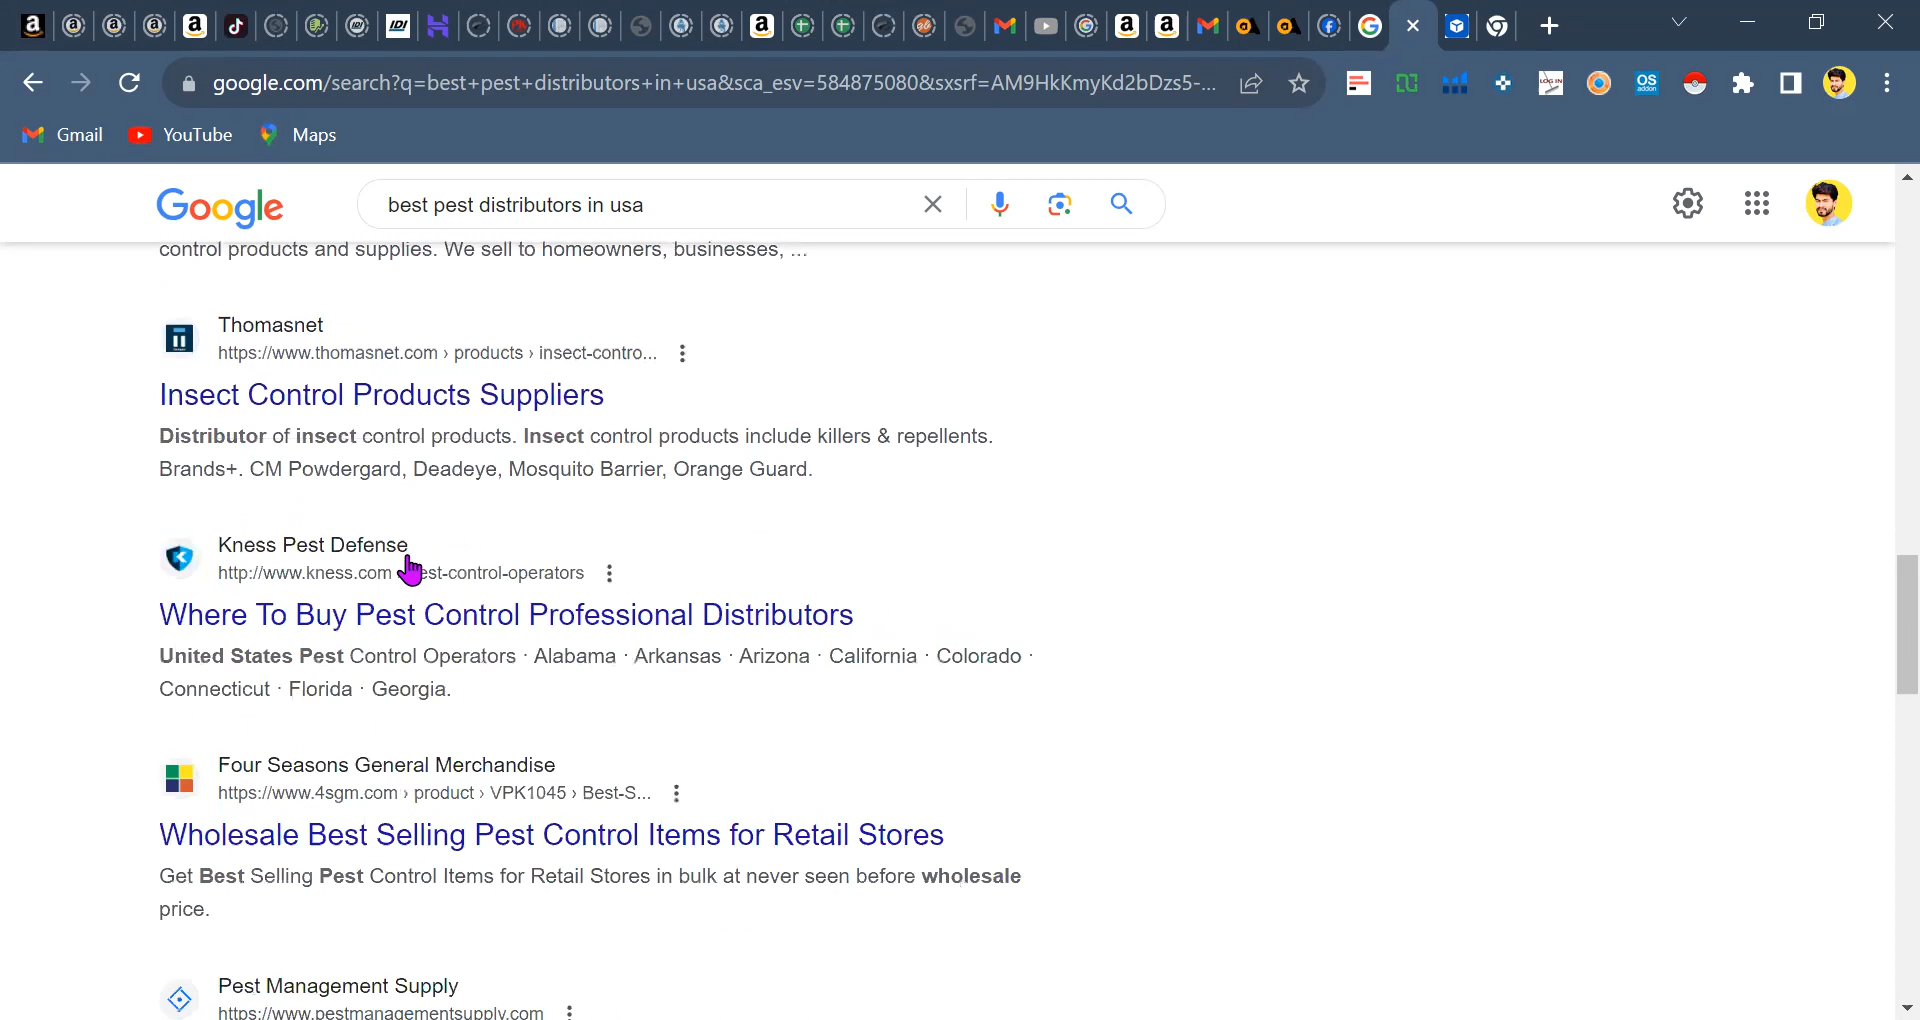 google.com/search?q=best+pest+distributors+in+usa&sca_esv=584875080&sxsrf=AM9HkKmyKd2bDzs5-...
LOG IN
OS
addon
Gmail YouTube Maps
Google best pest distributors in usa
control products and supplies. We sell to homeowners, businesses, ...
Thomasnet
https://www.thomasnet.com › products › insect-contro...
Insect Control Products Suppliers
Distributor of insect control products. Insect control products include killers & repellents.
Brands+. CM Powdergard, Deadeye, Mosquito Barrier, Orange Guard.
Kness Pest Defense
http://www.kness.com est-control-operators
Where To Buy Pest Control Professional Distributors
United States Pest Control Operators · Alabama · Arkansas · Arizona · California · Colorado ·
Connecticut · Florida · Georgia.
Four Seasons General Merchandise
https://www.4sgm.com › product › VPK1045 › Best-S...
Wholesale Best Selling Pest Control Items for Retail Stores
Get Best Selling Pest Control Items for Retail Stores in bulk at never seen before wholesale
price.
Pest Management Supply
https://www.pestmanagementsupply.com